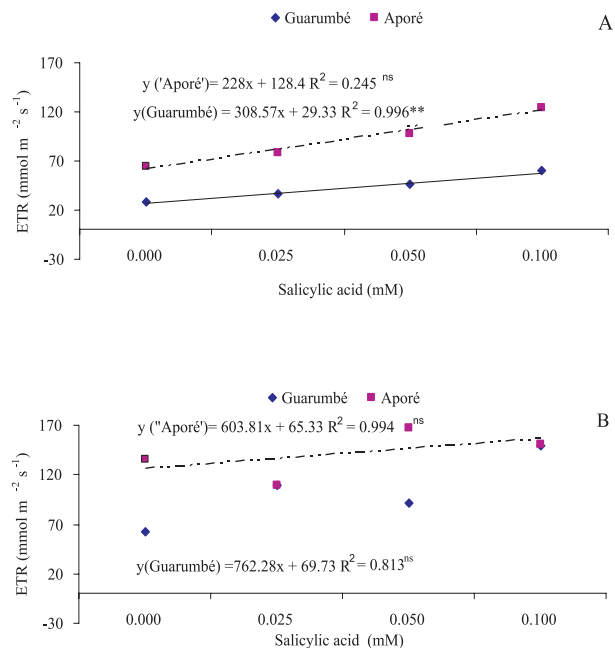 Guarumbé Aporé
A
170
120
70
20
-30
ETR (mmol m -2 s -1)
y ('Aporé')= 228x + 128.4 R2 = 0.245 ns
y(Guarumbé) = 308.57x + 29.33 R2 = 0.996**
0.000 0.025 0.050 0.100
Salicylic acid (mM)
Guarumbé Aporé
B
170
120
70
20
-30
ETR (mmol m -2 s -1)
y ("Aporé')= 603.81x + 65.33 R2 = 0.994 ns
y(Guarumbé) =762.28x + 69.73 R2 = 0.813ns
0.000 0.025 0.050 0.100
Salicylic acid (mM)